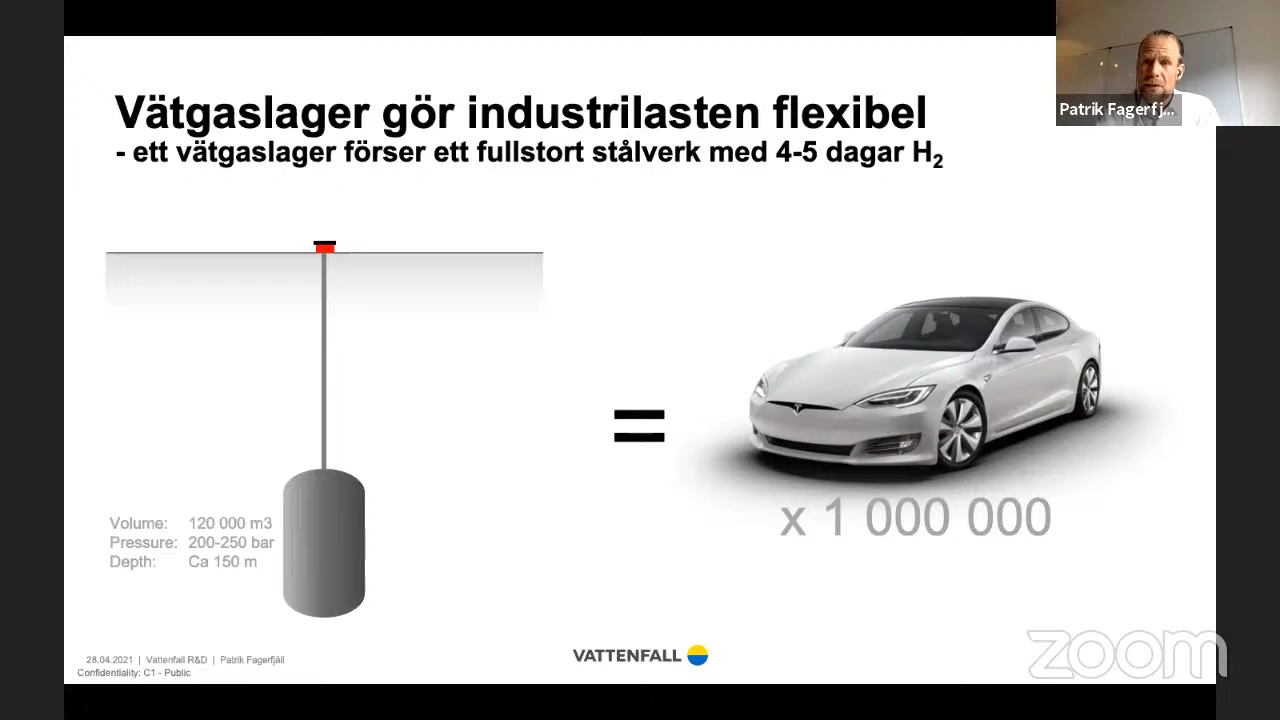 Patrik Fagerfj...
Vätgaslager gör industrilasten flexibel
- ett vätgaslager förser ett fullstort stålverk med 4-5 dagar H₂
=
x 1 000 000
Volume: 120 000 m3
Pressure: 200-250 bar
Depth: Ca 150 m
28.04.2021 | Vattenfall R&D | Patrik Fagerfjäll
Confidentiality: C1 - Public
VATTENFALL
zoom